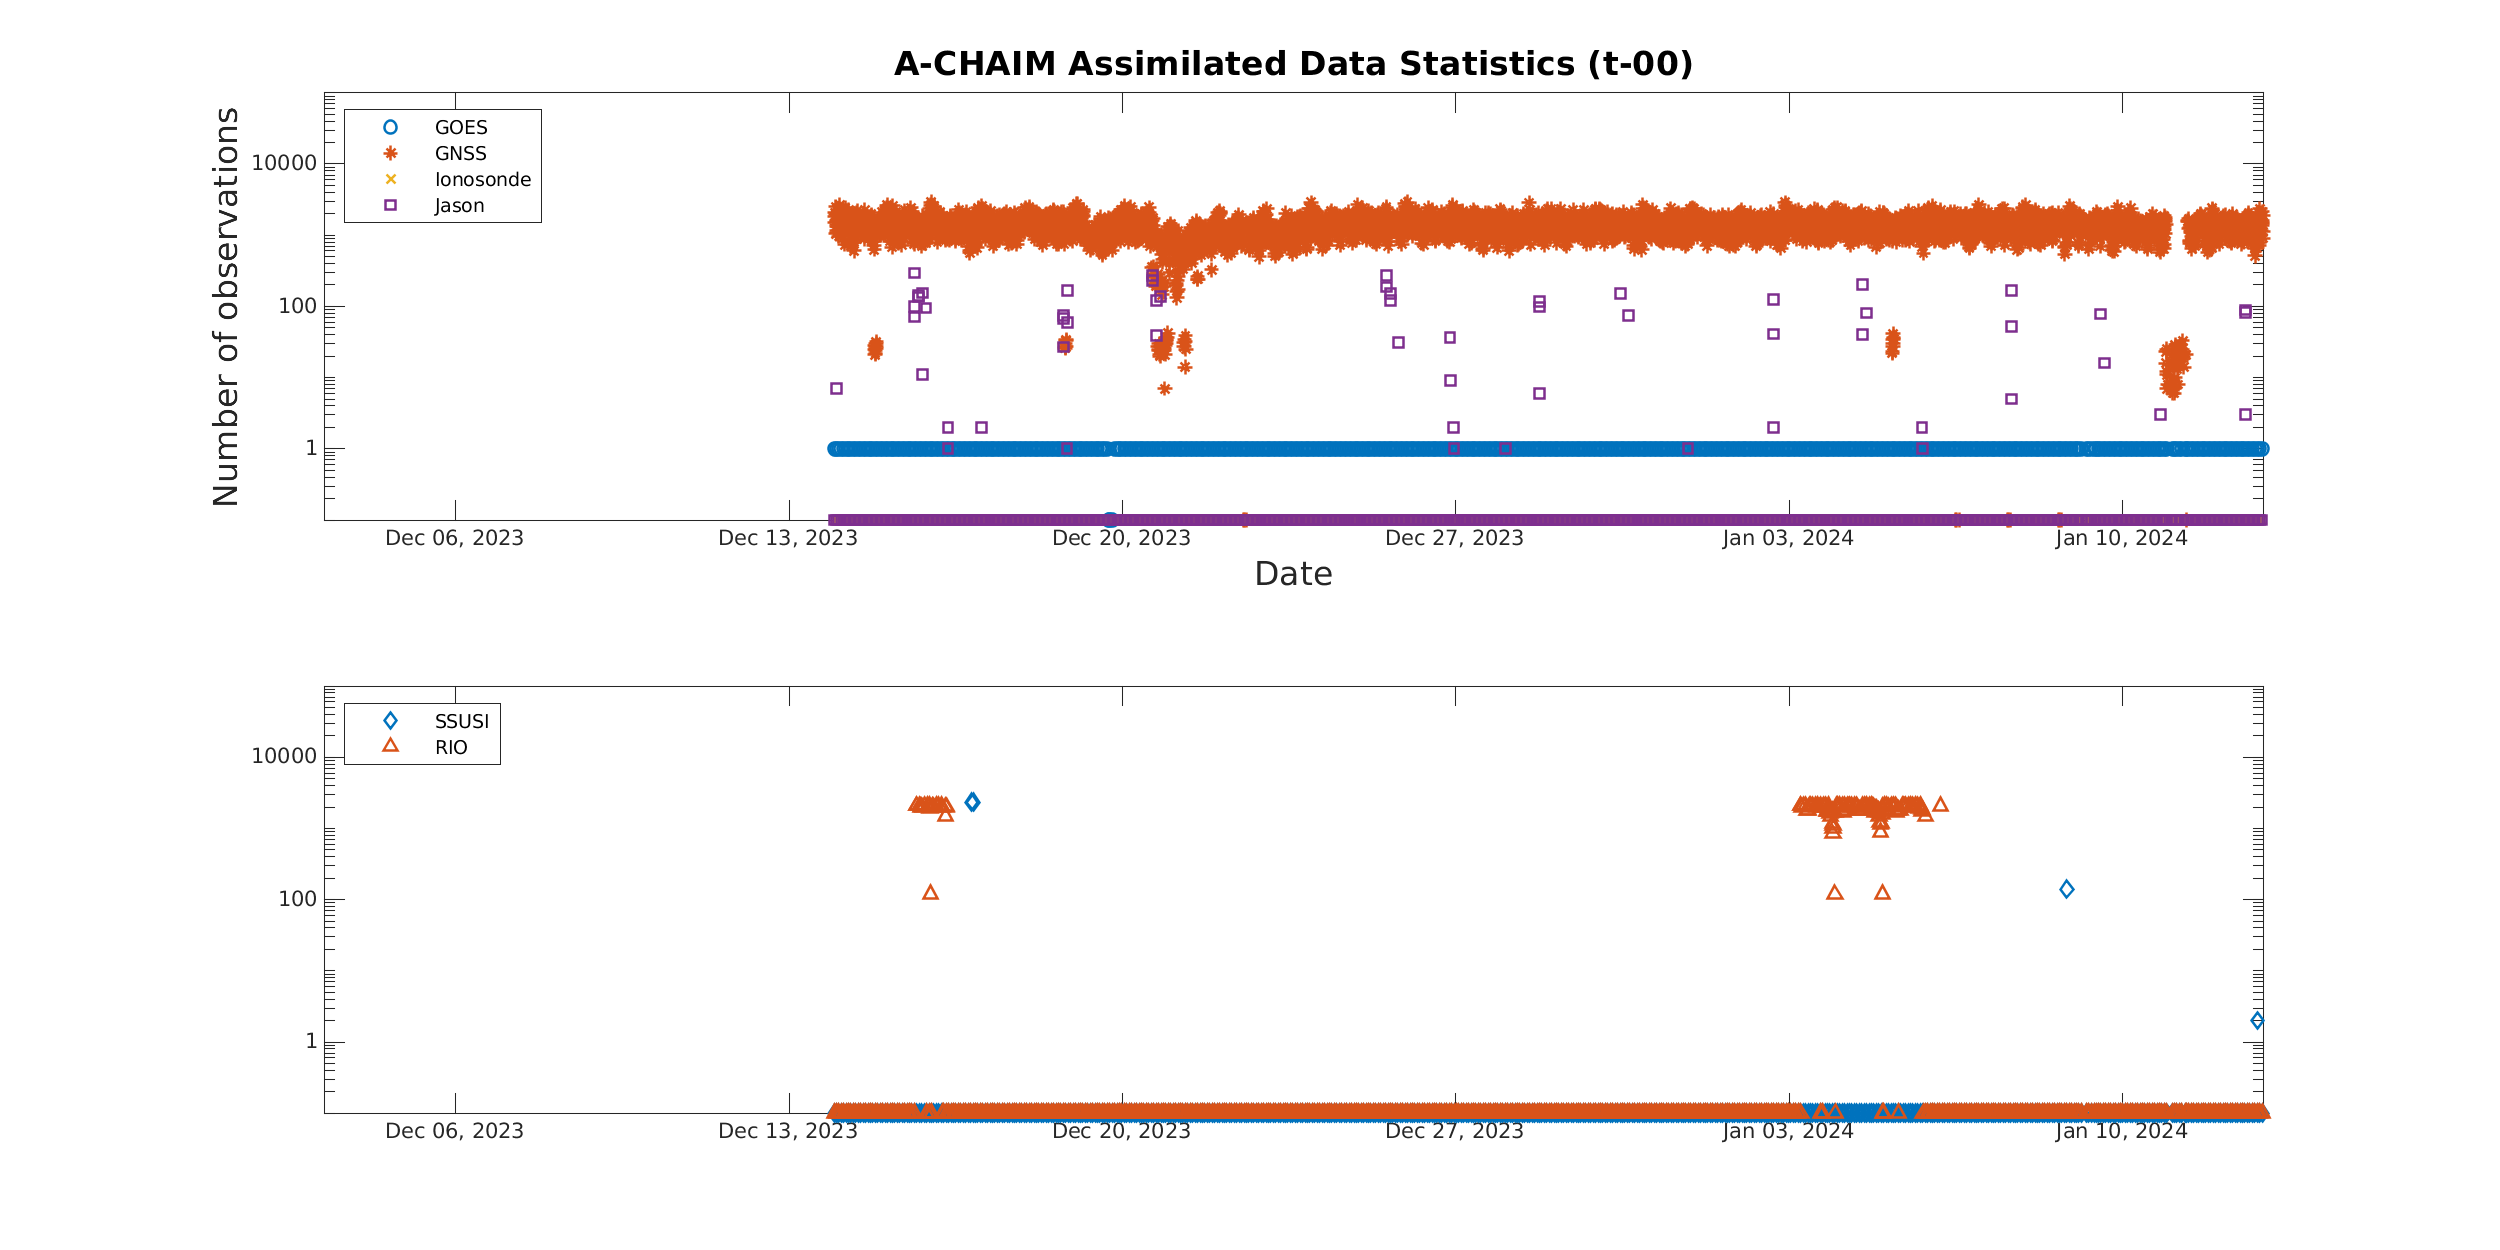 A-CHAIM Assimilated Data Statistics (t-00)
Number of observations
10000
100
1
GOES
GNSS
Ionosonde
Jason
Dec 06, 2023
Dec 13, 2023
Dec 20, 2023
Dec 27, 2023
Jan 03, 2024
Jan 10, 2024
Date
10000
100
1
SSUSI
RIO
Dec 06, 2023
Dec 13, 2023
Dec 20, 2023
Dec 27, 2023
Jan 03, 2024
Jan 10, 2024